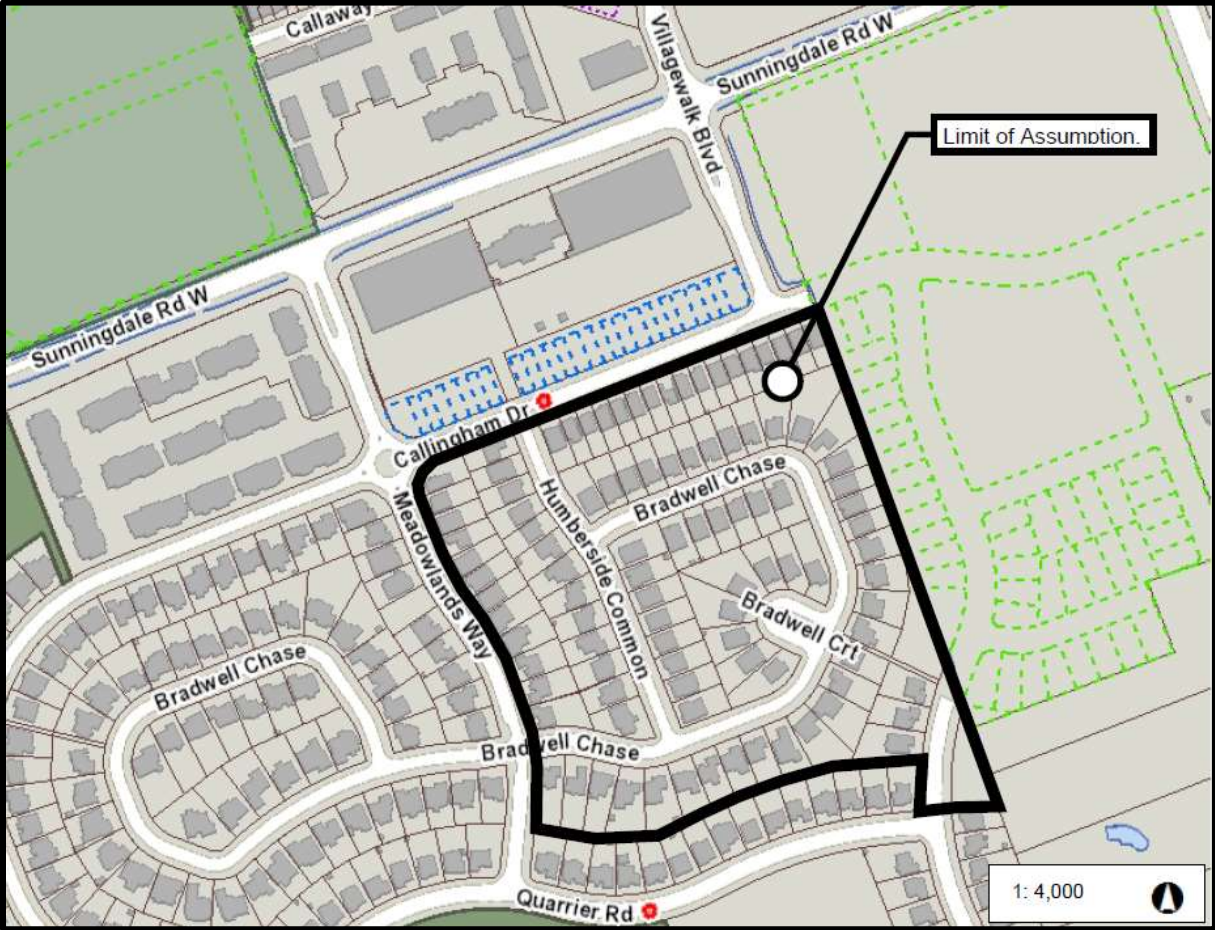 Callaway
Villagewalk Blvd
Sunningdale Rd W
Limit of Assumption.
Sunningdale Rd W
Callingham Dr
Bradwell Chase
Humberside Common
Meadowlands Way
Bradwell Crt
Bradwell Chase
Bradwell Chase
1: 4,000
Quarrier Rd